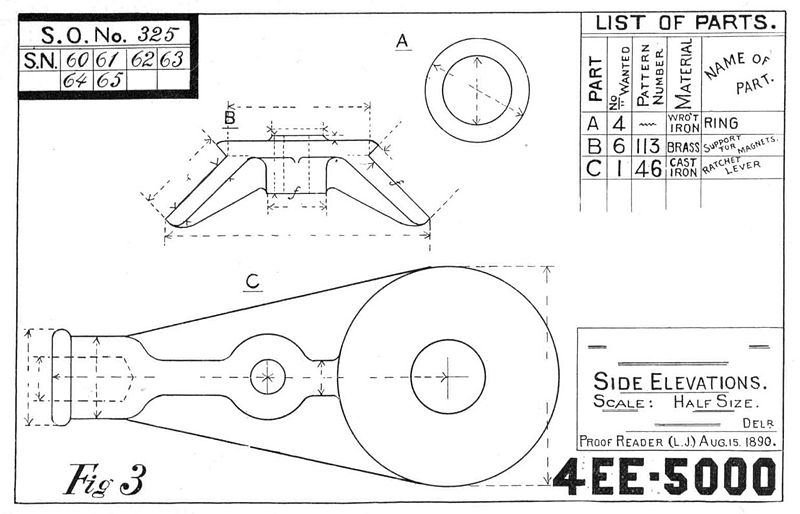 S.O. No. 325
S.N. 60 61 62 63
64 65
A
B
f
f
C
Fig 3
LIST OF PARTS.
PART No WANTED PATTERN NUMBER MATERIAL NAME OF PART.
A 4 WRO'T IRON RING
B 6 113 BRASS SUPPORT FOR MAGNETS.
C 1 46 CAST IRON RATCHET LEVER
SIDE ELEVATIONS.
SCALE: HALF SIZE.
DELR.
PROOF READER (L.J) AUG.15. 1890.
4EE-5000